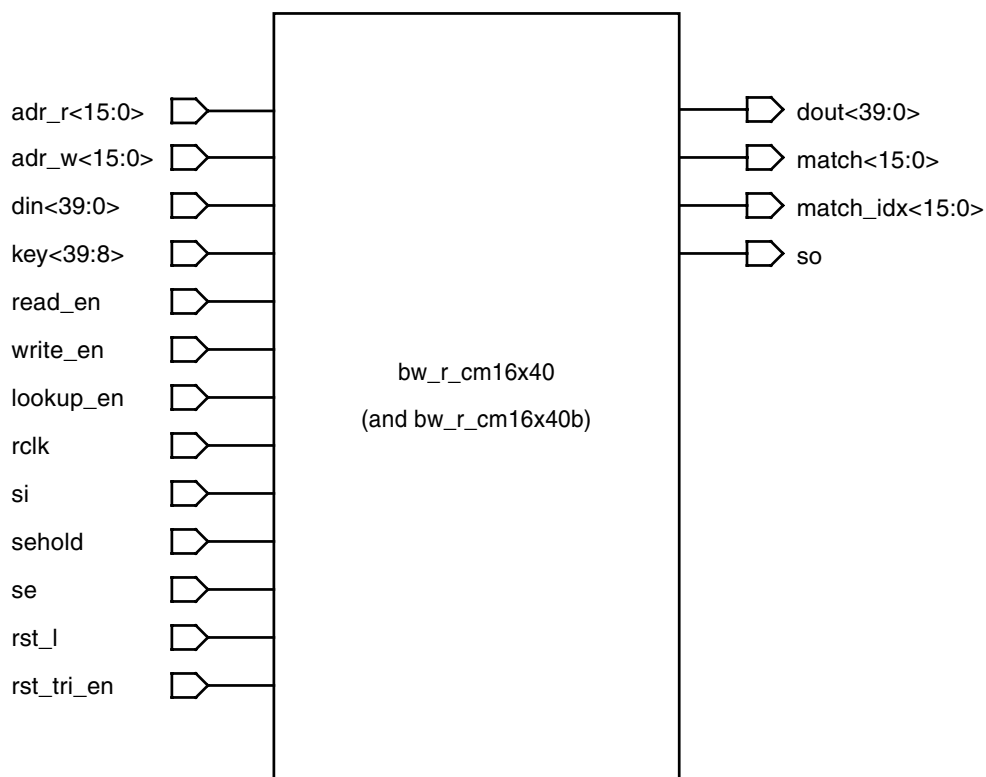 adr_r<15:0>
adr_w<15:0>
din<39:0>
key<39:8>
read_en
write_en
lookup_en
rclk
si
sehold
se
rst_l
rst_tri_en
bw_r_cm16x40
(and bw_r_cm16x40b)
dout<39:0>
match<15:0>
match_idx<15:0>
so